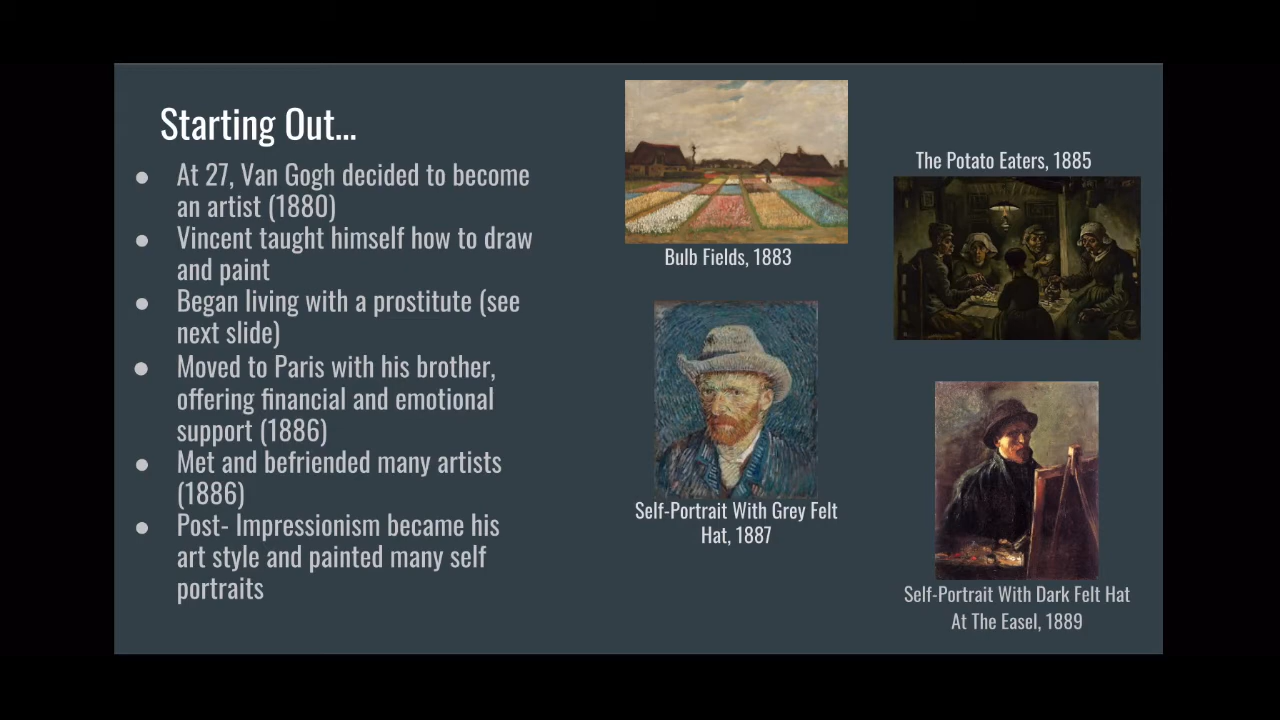 Starting Out...
● At 27, Van Gogh decided to become
an artist (1880)
● Vincent taught himself how to draw
and paint
● Began living with a prostitute (see
next slide)
● Moved to Paris with his brother,
offering financial and emotional
support (1886)
● Met and befriended many artists
(1886)
● Post- Impressionism became his
art style and painted many self
portraits
Bulb Fields, 1883
The Potato Eaters, 1885
Self-Portrait With Grey Felt
Hat, 1887
Self-Portrait With Dark Felt Hat
At The Easel, 1889